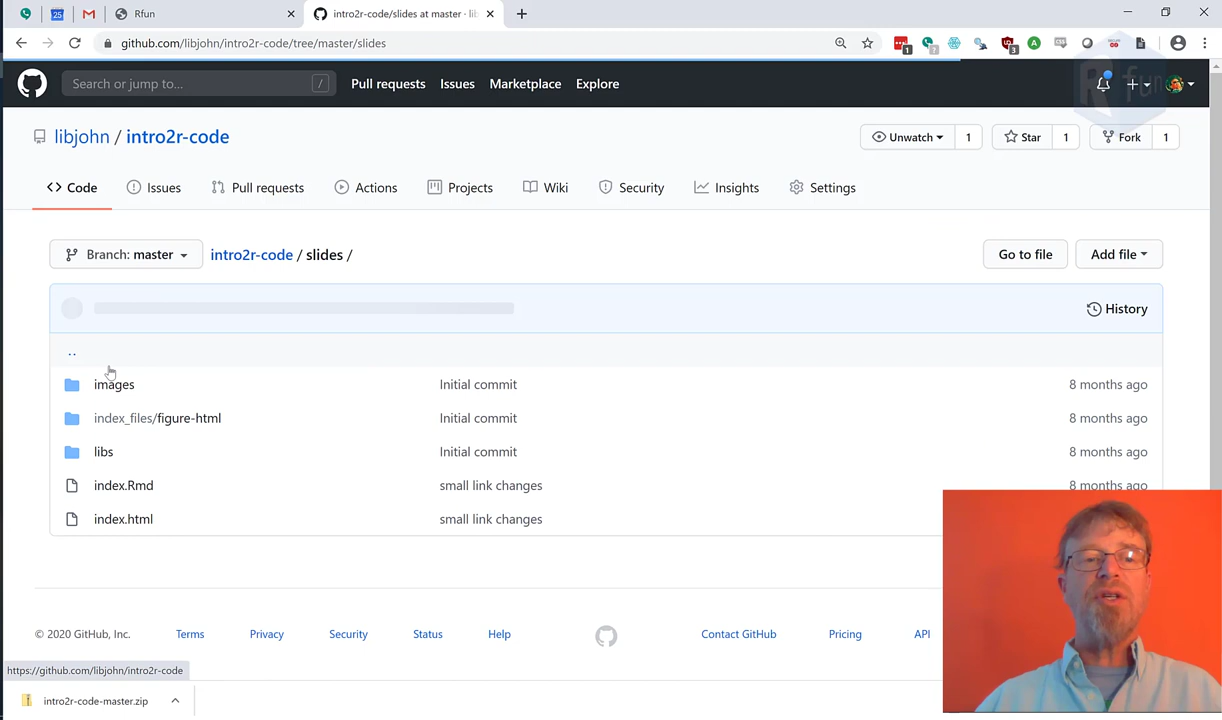 Rfun
intro2r-code/slides at master · lib
github.com/libjohn/intro2r-code/tree/master/slides
Search or jump to...
/
Pull requests
Issues
Marketplace
Explore
libjohn / intro2r-code
Unwatch
1
Star
1
Fork
1
Code
Issues
Pull requests
Actions
Projects
Wiki
Security
Insights
Settings
Branch: master
intro2r-code / slides /
Go to file
Add file
History
..
images
Initial commit
8 months ago
index_files/figure-html
Initial commit
8 months ago
libs
Initial commit
8 months ago
index.Rmd
small link changes
8 months ago
index.html
small link changes
© 2020 GitHub, Inc.
Terms
Privacy
Security
Status
Help
Contact GitHub
Pricing
API
https://github.com/libjohn/intro2r-code
intro2r-code-master.zip